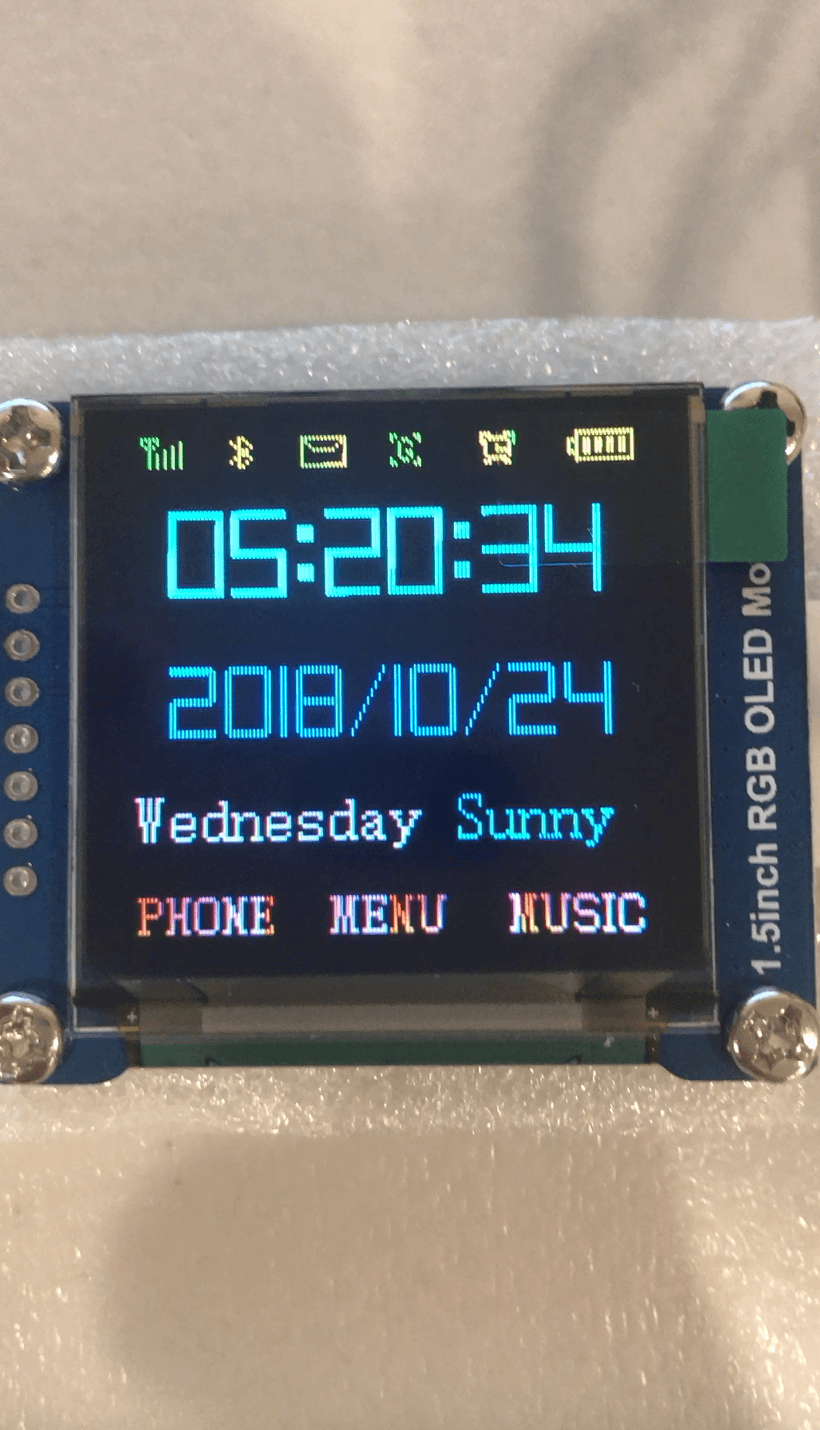 05:20:34
2018/10/24
Wednesday Sunny
PHONE MENU MUSIC
1.5inch RGB OLED Mo